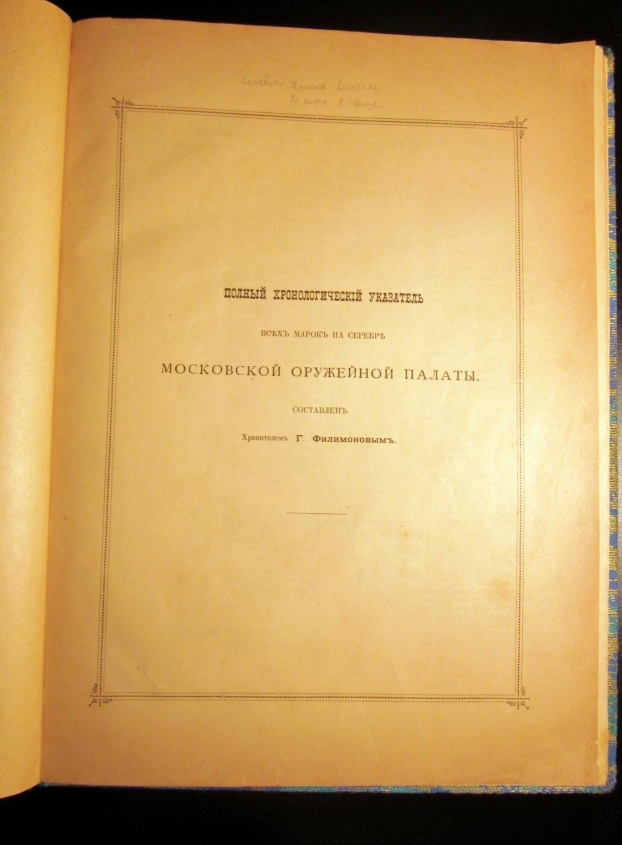 ПОЛНЫЙ ХРОНОЛОГИЧЕСКІЙ УКАЗАТЕЛЬ
ВСѢХЪ МАРОКЪ НА СЕРЕБРѢ
МОСКОВСКОЙ ОРУЖЕЙНОЙ ПАЛАТЫ.
СОСТАВЛЕНЪ
Хранителемъ Г. Филимоновымъ.